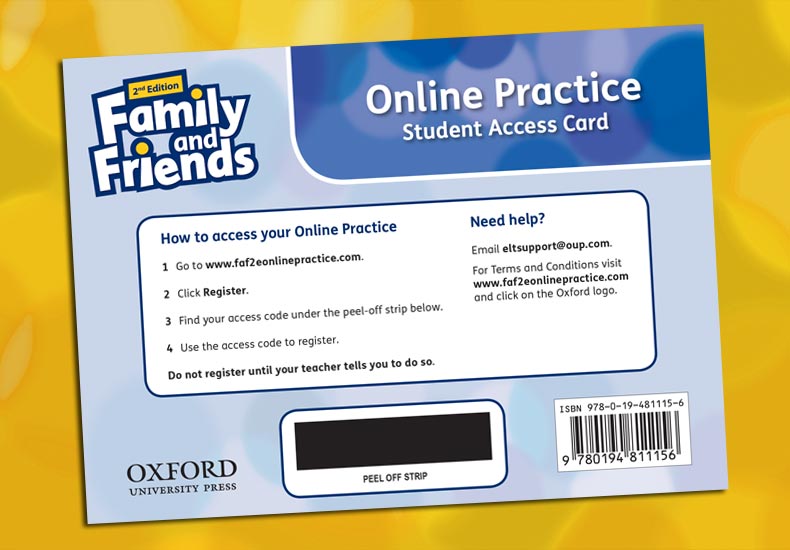 2nd Edition
Family
and
Friends
Online Practice
Student Access Card
How to access your Online Practice
1 Go to www.faf2eonlinepractice.com.
2 Click Register.
3 Find your access code under the peel-off strip below.
4 Use the access code to register.
Do not register until your teacher tells you to do so.
Need help?
Email eltsupport@oup.com.
For Terms and Conditions visit
www.faf2eonlinepractice.com
and click on the Oxford logo.
OXFORD
UNIVERSITY PRESS
PEEL OFF STRIP
ISBN 978-0-19-481115-6
9 780194 811156